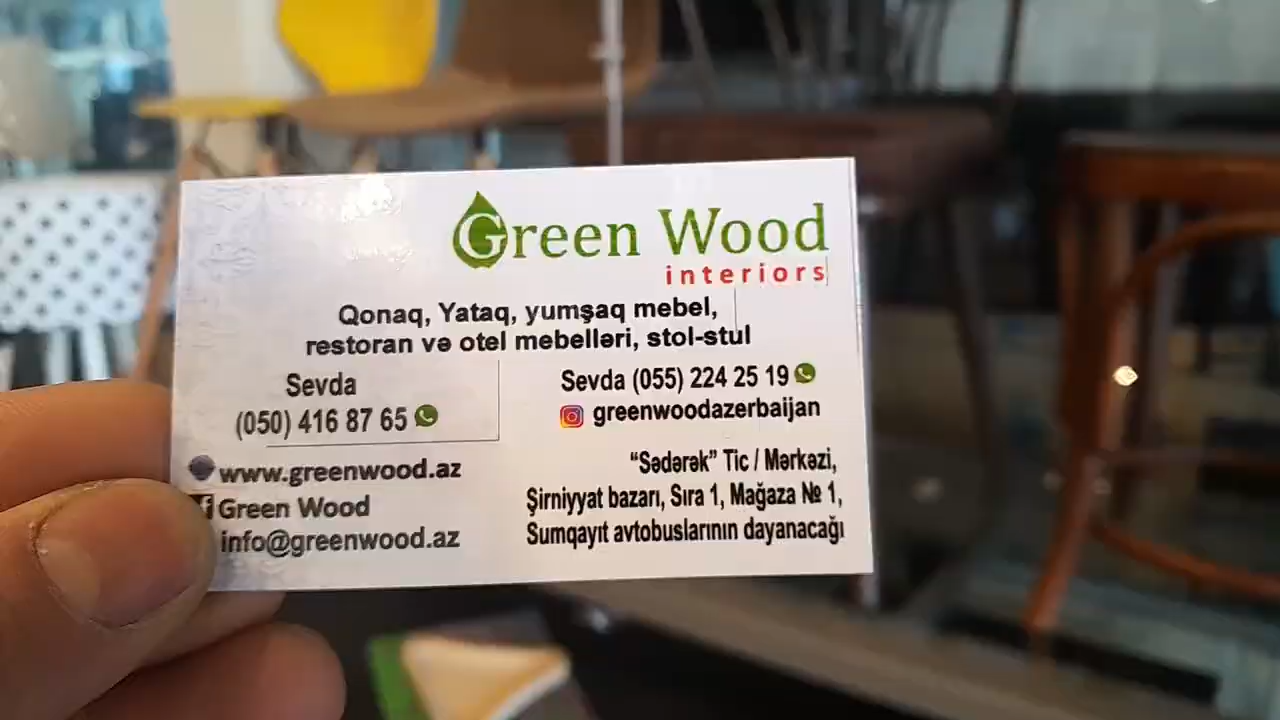 Green Wood
interiors
Qonaq, Yataq, yumşaq mebel,
restoran və otel mebelləri, stol-stul
Sevda
(050) 416 87 65
www.greenwood.az
Green Wood
info@greenwood.az
Sevda (055) 224 25 19
greenwoodazerbaijan
“Sədərək” Tic / Mərkəzi,
Şirniyyat bazarı, Sıra 1, Mağaza № 1,
Sumqayıt avtobuslarının dayanacağı